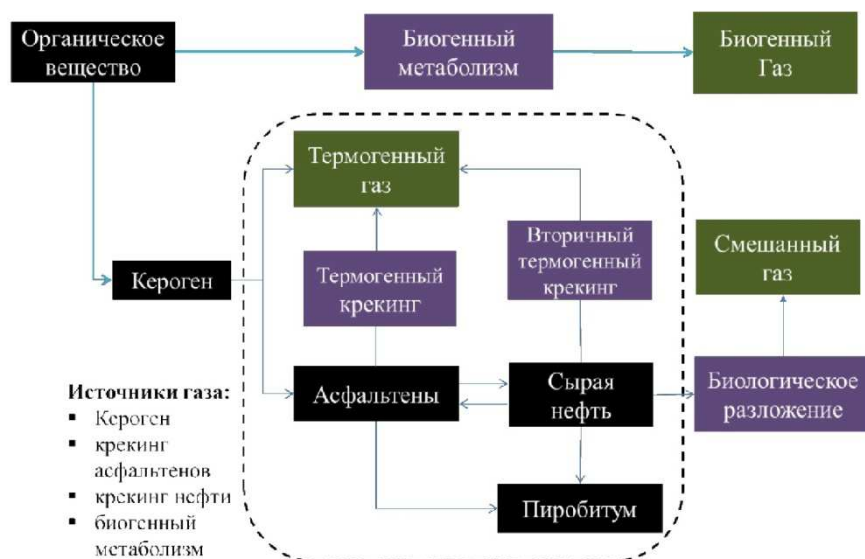 Органическое
вещество
Биогенный
метаболизм
Биогенный
Газ
Термогенный
газ
Вторичный
термогенный
крекинг
Смешанный
газ
Кероген
Термогенный
крекинг
Асфальтены
Сырая
нефть
Биологическое
разложение
Источники газа:
▪ Кероген
▪ крекинг
асфальтенов
▪ крекинг нефти
▪ биогенный
метаболизм
Пиробитум